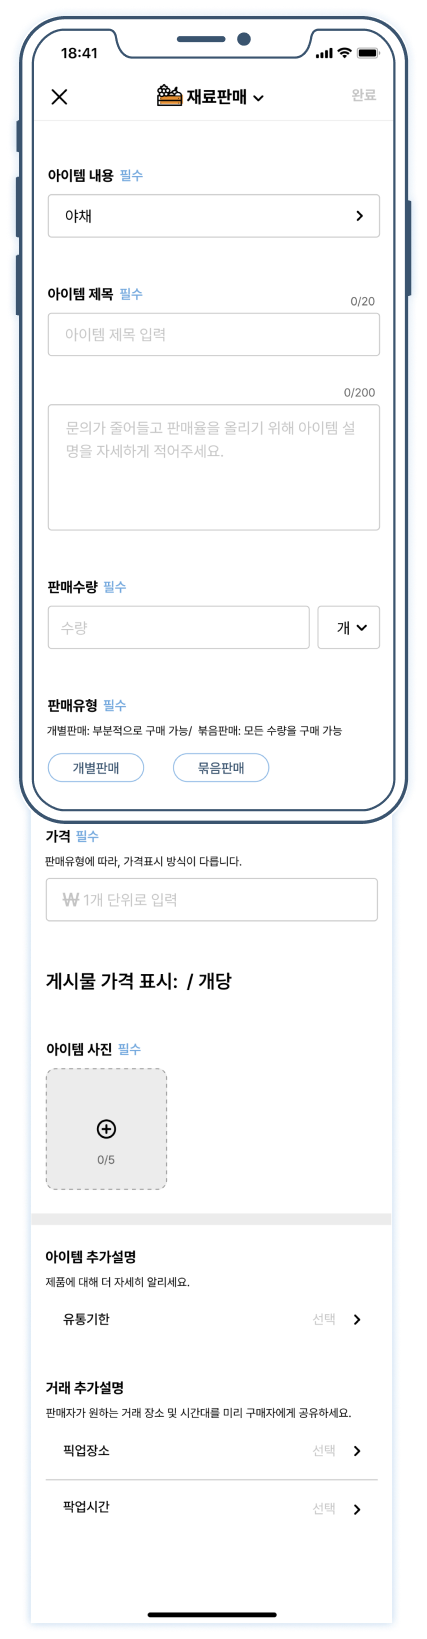 18:41
재료판매
완료
아이템 내용 필수
야채
아이템 제목 필수
0/20
아이템 제목 입력
0/200
문의가 줄어들고 판매율을 올리기 위해 아이템 설
명을 자세하게 적어주세요.
판매수량 필수
수량
개
판매유형 필수
개별판매: 부분적으로 구매 가능/ 볶음판매: 모든 수량을 구매 가능
개별판매
묶음판매
가격 필수
판매유형에 따라, 가격표시 방식이 다릅니다.
₩ 1개 단위로 입력
게시물 가격 표시: / 개당
아이템 사진 필수
0/5
아이템 추가설명
제품에 대해 더 자세히 알리세요.
유통기한 선택
거래 추가설명
판매자가 원하는 거래 장소 및 시간대를 미리 구매자에게 공유하세요.
픽업장소 선택
팍업시간 선택